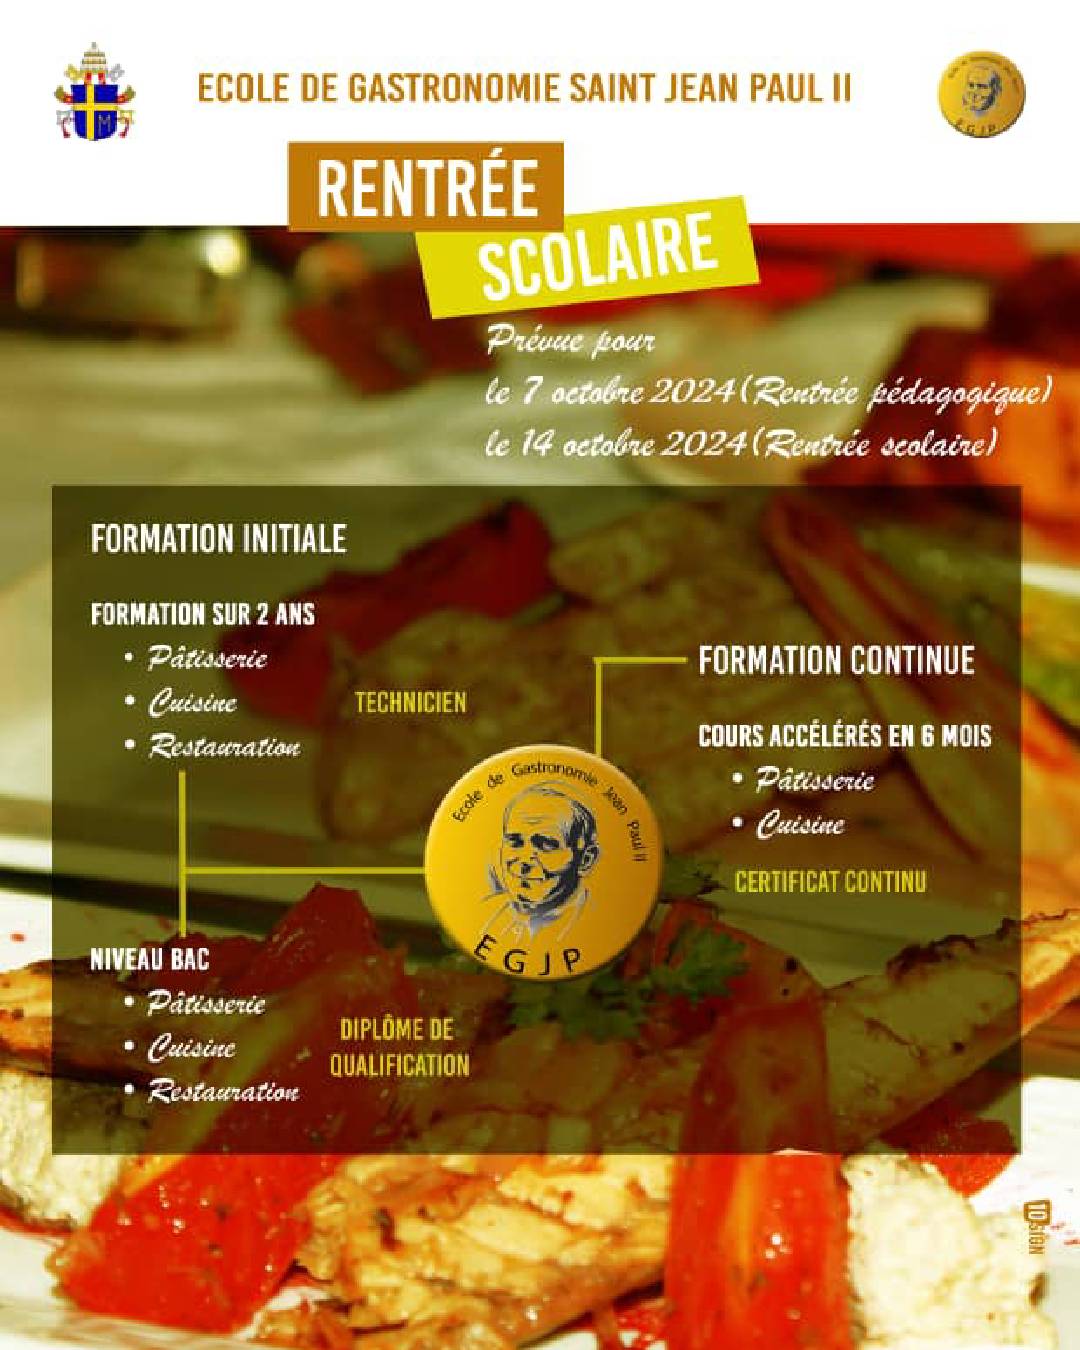 ECOLE DE GASTRONOMIE SAINT JEAN PAUL II
EGJP
RENTRÉE
SCOLAIRE
Prévue pour
le 7 octobre 2024 (Rentrée pédagogique)
le 14 octobre 2024 (Rentrée scolaire)
FORMATION INITIALE
FORMATION SUR 2 ANS
• Pâtisserie
• Cuisine
• Restauration
TECHNICIEN
NIVEAU BAC
• Pâtisserie
• Cuisine
• Restauration
DIPLÔME DE
QUALIFICATION
Ecole de Gastronomie Jean Paul II
EGJP
FORMATION CONTINUE
COURS ACCÉLÉRÉS EN 6 MOIS
• Pâtisserie
• Cuisine
CERTIFICAT CONTINU